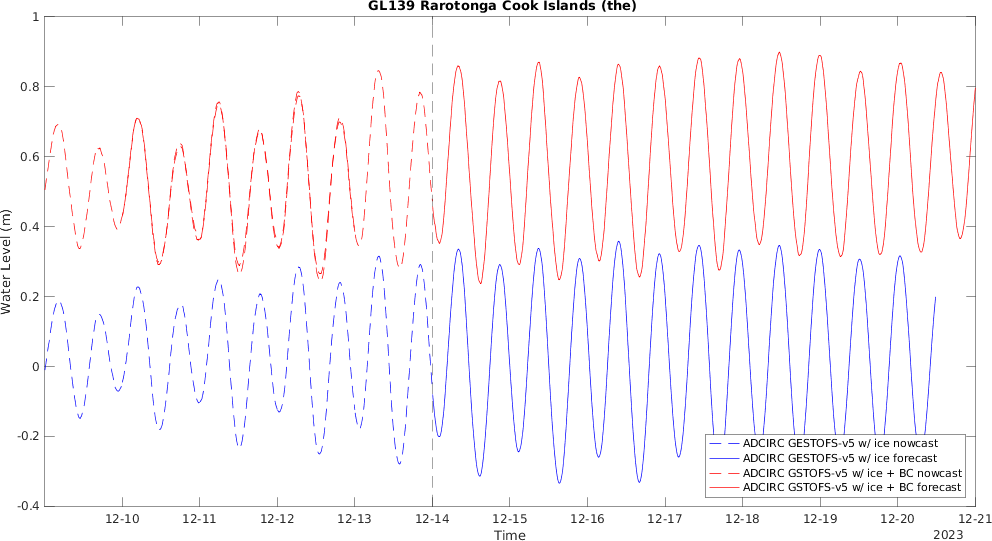 GL139 Rarotonga Cook Islands (the)
Water Level (m)
1
0.8
0.6
0.4
0.2
0
-0.2
-0.4
ADCIRC GESTOFS-v5 w/ ice nowcast
ADCIRC GESTOFS-v5 w/ ice forecast
ADCIRC GSTOFS-v5 w/ ice + BC nowcast
ADCIRC GSTOFS-v5 w/ ice + BC forecast
12-10 12-11 12-12 12-13 12-14 12-15 12-16 12-17 12-18 12-19 12-20 12-21
Time
2023